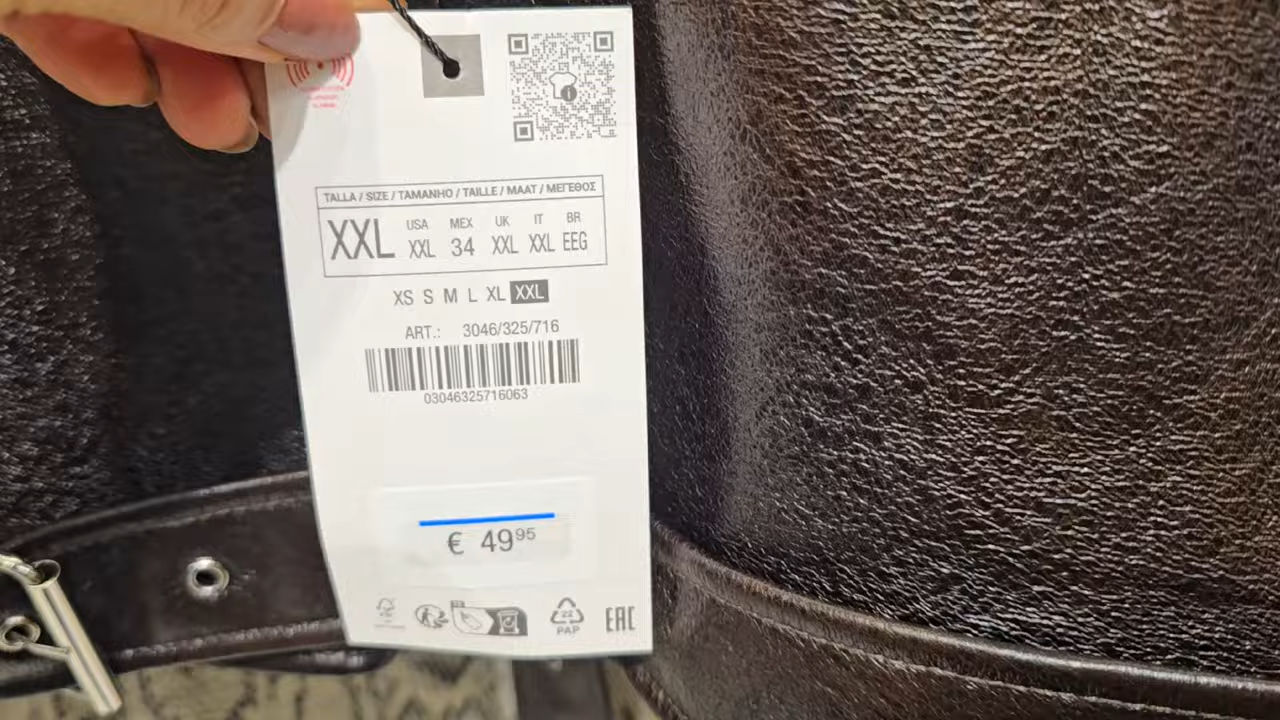 TALLA / SIZE / TAMANHO / TAILLE / MAAT / ΜΕΓΕΘΟΣ
XXL USA XXL MEX 34 UK XXL IT XXL BR EEG
XS S M L XL XXL
ART.: 3046/325/716
03046325716063
€ 49 95
22
PAP
EAC